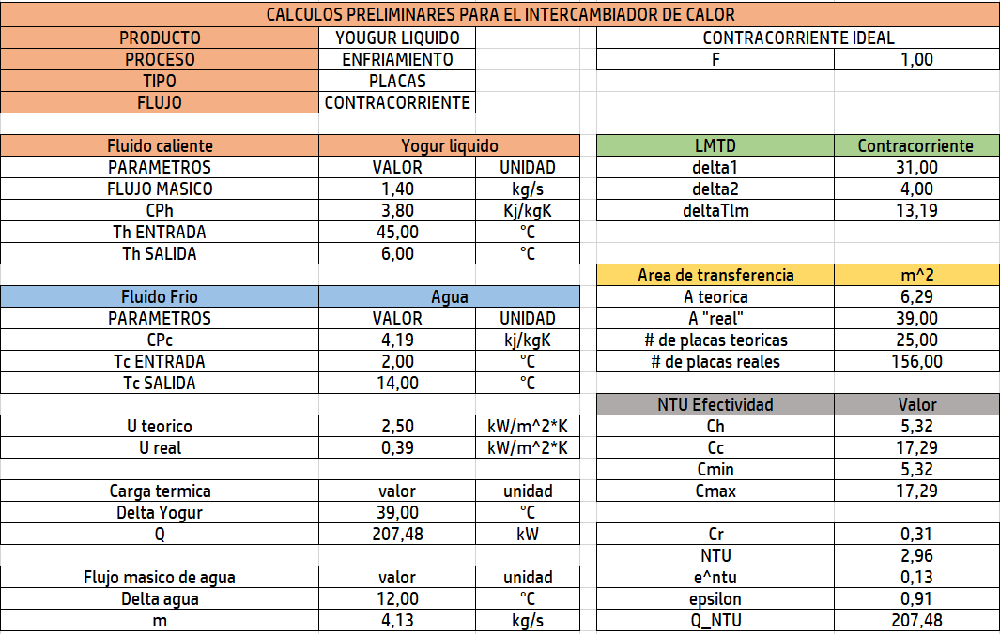 CALCULOS PRELIMINARES PARA EL INTERCAMBIADOR DE CALOR
PRODUCTO YOUGUR LIQUIDO
PROCESO ENFRIAMIENTO
TIPO PLACAS
FLUJO CONTRACORRIENTE
CONTRACORRIENTE IDEAL
F 1,00
Fluido caliente Yogur liquido
PARAMETROS VALOR UNIDAD
FLUJO MASICO 1,40 kg/s
CPh 3,80 Kj/kgK
Th ENTRADA 45,00 °C
Th SALIDA 6,00 °C
Fluido Frio Agua
PARAMETROS VALOR UNIDAD
CPc 4,19 kj/kgK
Tc ENTRADA 2,00 °C
Tc SALIDA 14,00 °C
U teorico 2,50 kW/m^2*K
U real 0,39 kW/m^2*K
Carga termica valor unidad
Delta Yogur 39,00 °C
Q 207,48 kW
Flujo masico de agua valor unidad
Delta agua 12,00 °C
m 4,13 kg/s
LMTD Contracorriente
delta1 31,00
delta2 4,00
deltaTlm 13,19
Area de transferencia m^2
A teorica 6,29
A "real" 39,00
# de placas teoricas 25,00
# de placas reales 156,00
NTU Efectividad Valor
Ch 5,32
Cc 17,29
Cmin 5,32
Cmax 17,29
Cr 0,31
NTU 2,96
e^ntu 0,13
epsilon 0,91
Q_NTU 207,48